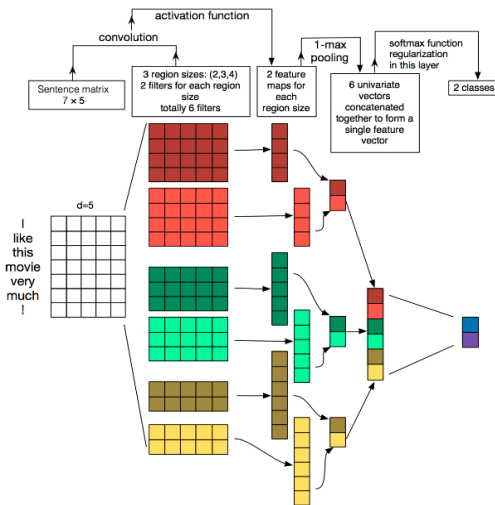 activation function
convolution
1-max
pooling
softmax function
regularization
in this layer
Sentence matrix
7 × 5
3 region sizes: (2,3,4)
2 filters for each region
size
totally 6 filters
2 feature
maps for
each
region size
6 univariate
vectors
concatenated
together to form a
single feature
vector
2 classes
d=5
I
like
this
movie
very
much
!